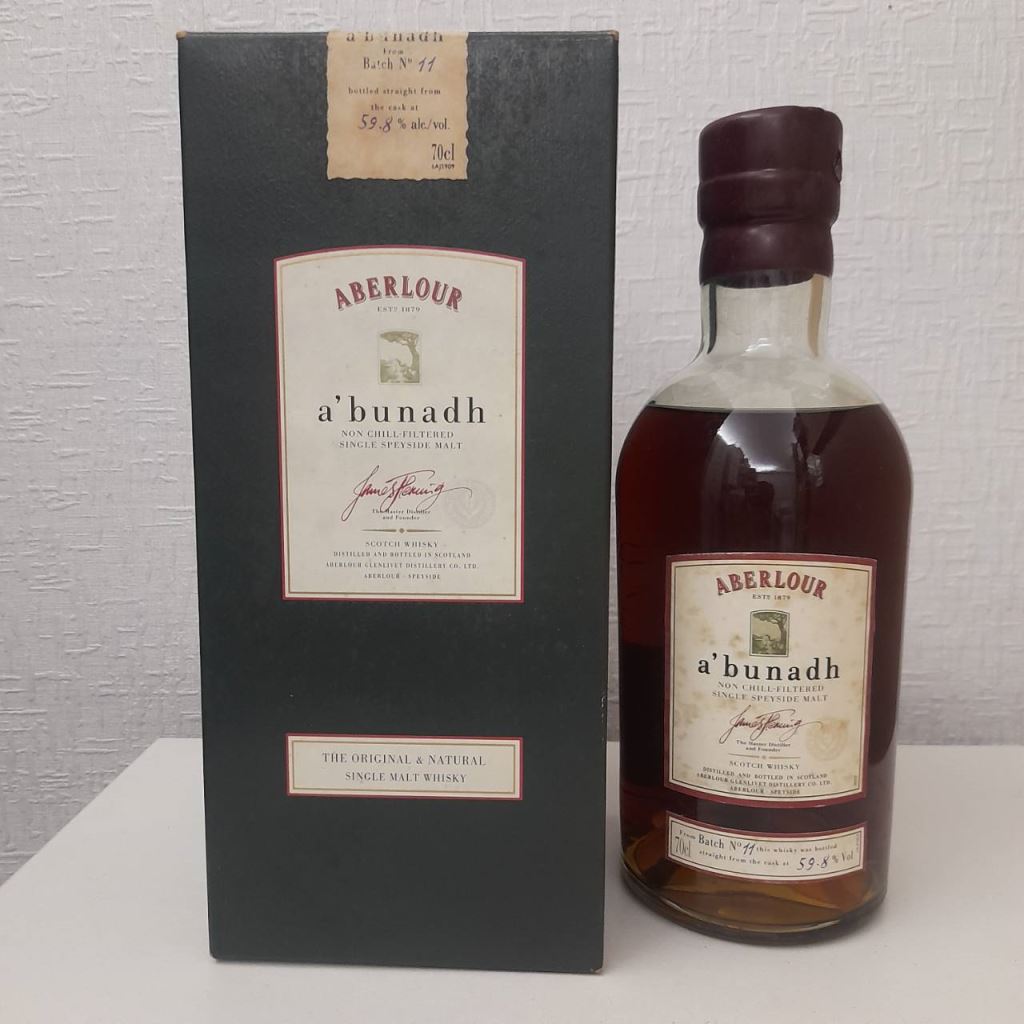 a'bunadh
From
Batch Nº 11
bottled straight from
the cask at
59.8 % alc./vol.
70cl
ABERLOUR
ESTD 1879
a'bunadh
NON CHILL-FILTERED
SINGLE SPEYSIDE MALT
James Fleming
The Master Distiller
and Founder
SCOTCH WHISKY
DISTILLED AND BOTTLED IN SCOTLAND
ABERLOUR GLENLIVET DISTILLERY CO. LTD.
ABERLOUR - SPEYSIDE
THE ORIGINAL & NATURAL
SINGLE MALT WHISKY
ABERLOUR
ESTD 1879
a'bunadh
NON CHILL-FILTERED
SINGLE SPEYSIDE MALT
James Fleming
The Master Distiller
and Founder
SCOTCH WHISKY
DISTILLED AND BOTTLED IN SCOTLAND
ABERLOUR GLENLIVET DISTILLERY CO. LTD.
ABERLOUR - SPEYSIDE
70cl
From Batch Nº 11 this whisky was bottled
straight from the cask at 59.8 % Vol